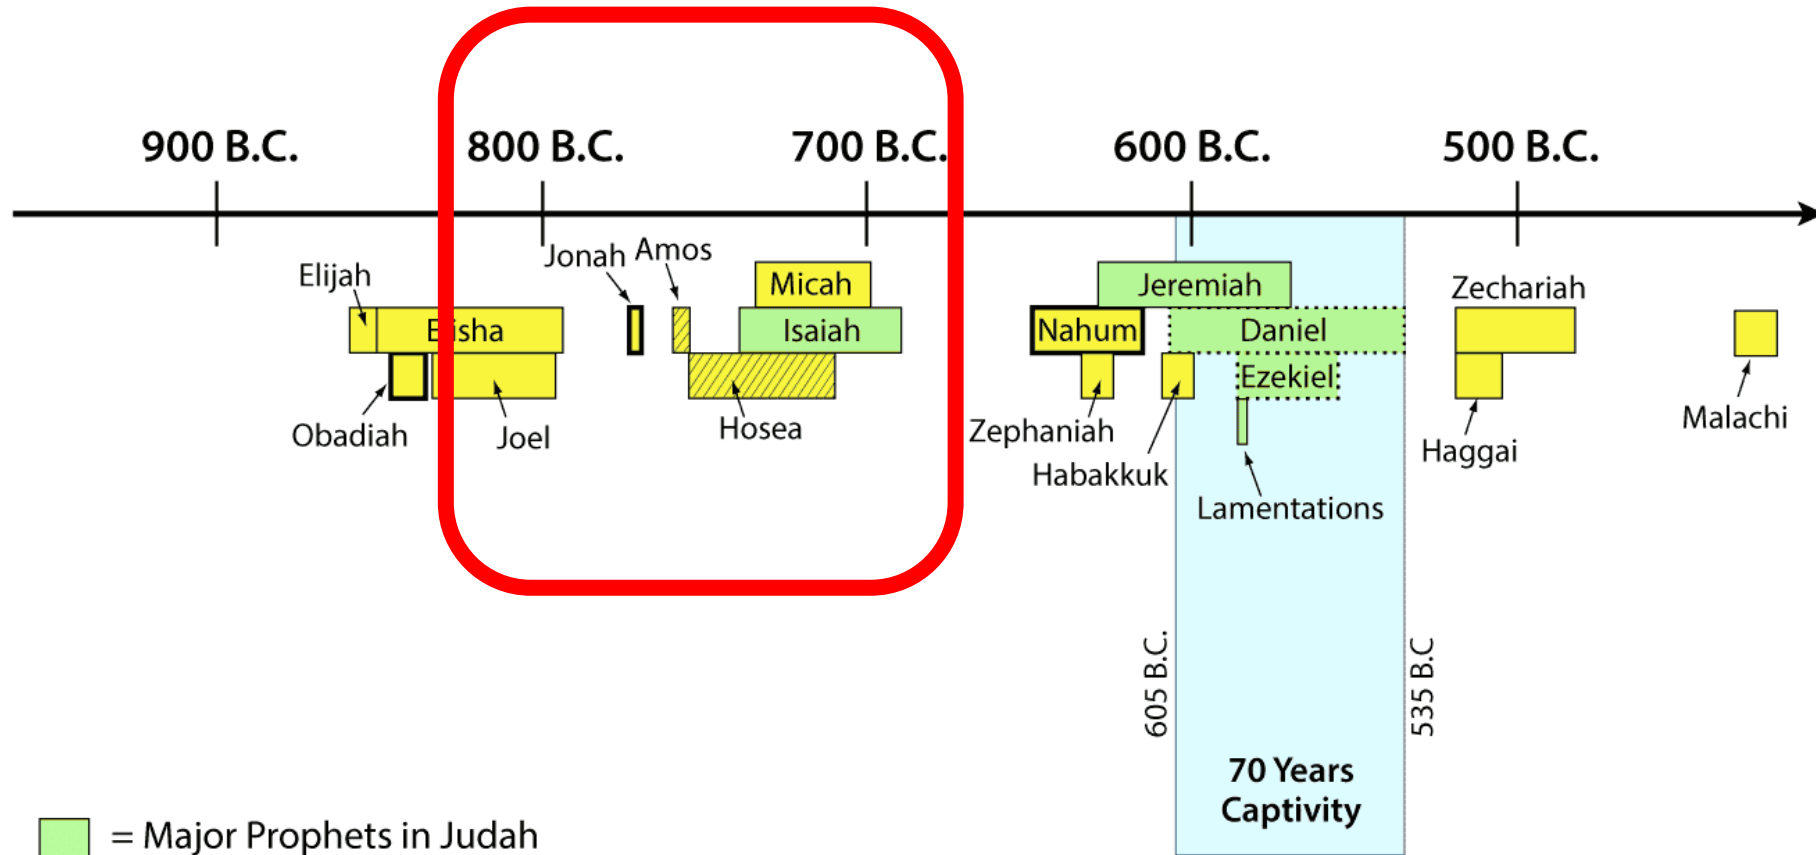 900 B.C.
800 B.C.
700 B.C.
600 B.C.
500 B.C.
Elijah
Jonah
Amos
Micah
Jeremiah
Zechariah
Elisha
Isaiah
Nahum
Daniel
Ezekiel
Obadiah
Joel
Hosea
Zephaniah
Habakkuk
Lamentations
Haggai
Malachi
605 B.C.
535 B.C
70 Years
Captivity
= Major Prophets in Judah